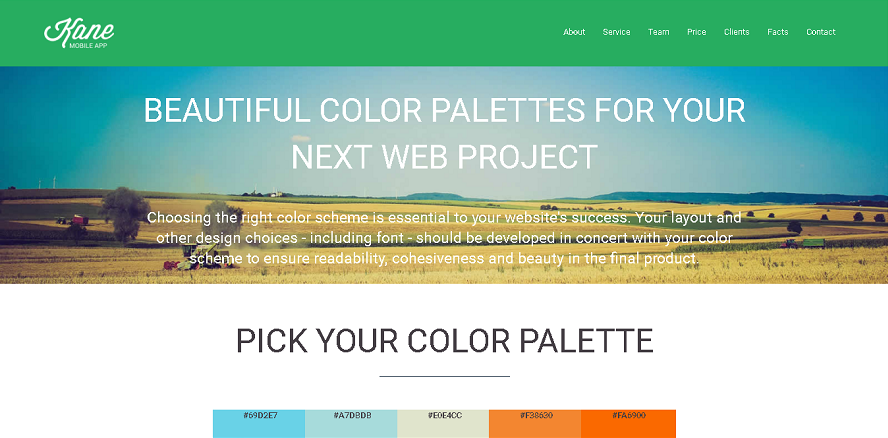 Kane
MOBILE APP
About Service Team Price Clients Facts Contact
BEAUTIFUL COLOR PALETTES FOR YOUR
NEXT WEB PROJECT
Choosing the right color scheme is essential to your website's success. Your layout and
other design choices - including font - should be developed in concert with your color
scheme to ensure readability, cohesiveness and beauty in the final product.
PICK YOUR COLOR PALETTE
#69D2E7 #A7DBDB #E0E4CC #F38630 #FA6900